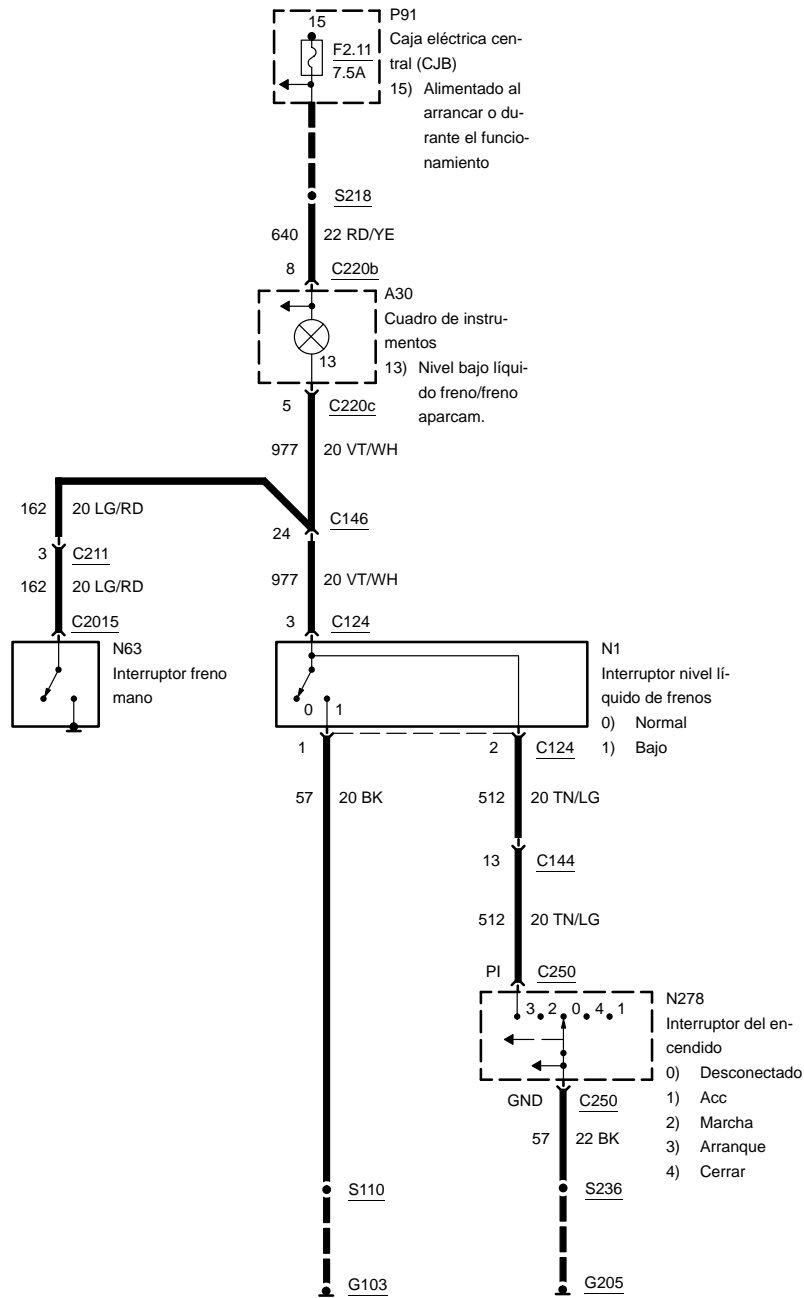 P91
15
Caja eléctrica cen-
tral (CJB)
F2.11
7.5A
15) Alimentado al
arrancar o du-
rante el funcio-
namiento
S218
640 22 RD/YE
8 C220b
A30
Cuadro de instru-
mentos
13
13) Nivel bajo líqui-
do freno/freno
aparcam.
5 C220c
977 20 VT/WH
162 20 LG/RD
24 C146
3 C211
162 20 LG/RD
977 20 VT/WH
C2015
3 C124
N63
Interruptor freno
mano
N1
Interruptor nivel lí-
quido de frenos
0) Normal
1) Bajo
0 1
1 2 C124
57 20 BK
512 20 TN/LG
13 C144
512 20 TN/LG
PI C250
N278
Interruptor del en-
cendido
0) Desconectado
1) Acc
2) Marcha
3) Arranque
4) Cerrar
3 2 0 4 1
GND C250
57 22 BK
S110
S236
G103
G205